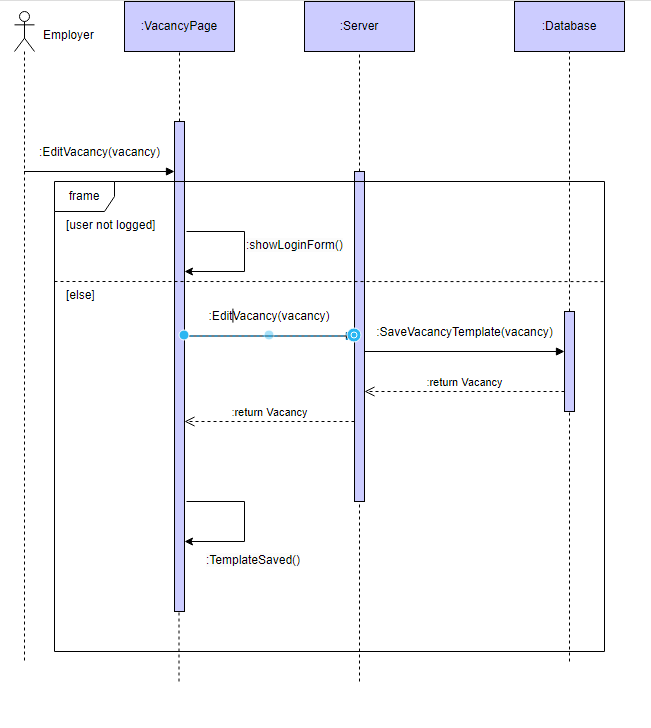 Employer
:VacancyPage
:Server
:Database
:EditVacancy(vacancy)
frame
[user not logged]
:showLoginForm()
[else]
:EditVacancy(vacancy)
:SaveVacancyTemplate(vacancy)
:return Vacancy
:return Vacancy
:TemplateSaved()